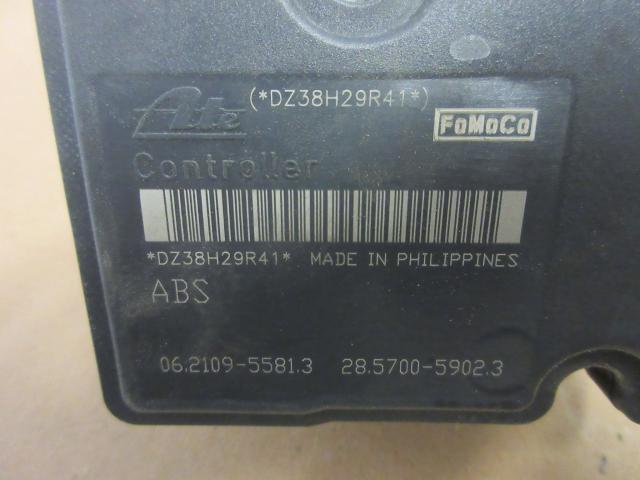 (*DZ38H29R41*)
Ate
FoMoCo
Controller
*DZ38H29R41* MADE IN PHILIPPINES
ABS
06.2109-5581.3 28.5700-5902.3